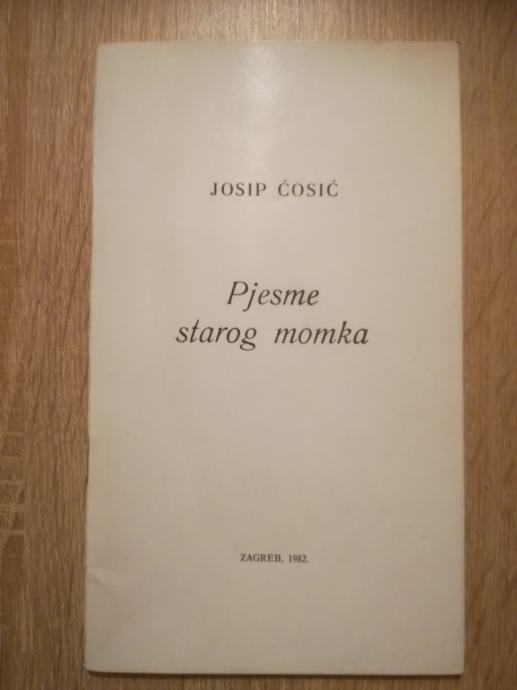 JOSIP ĆOSIĆ
Pjesme
starog momka
ZAGREB, 1982.